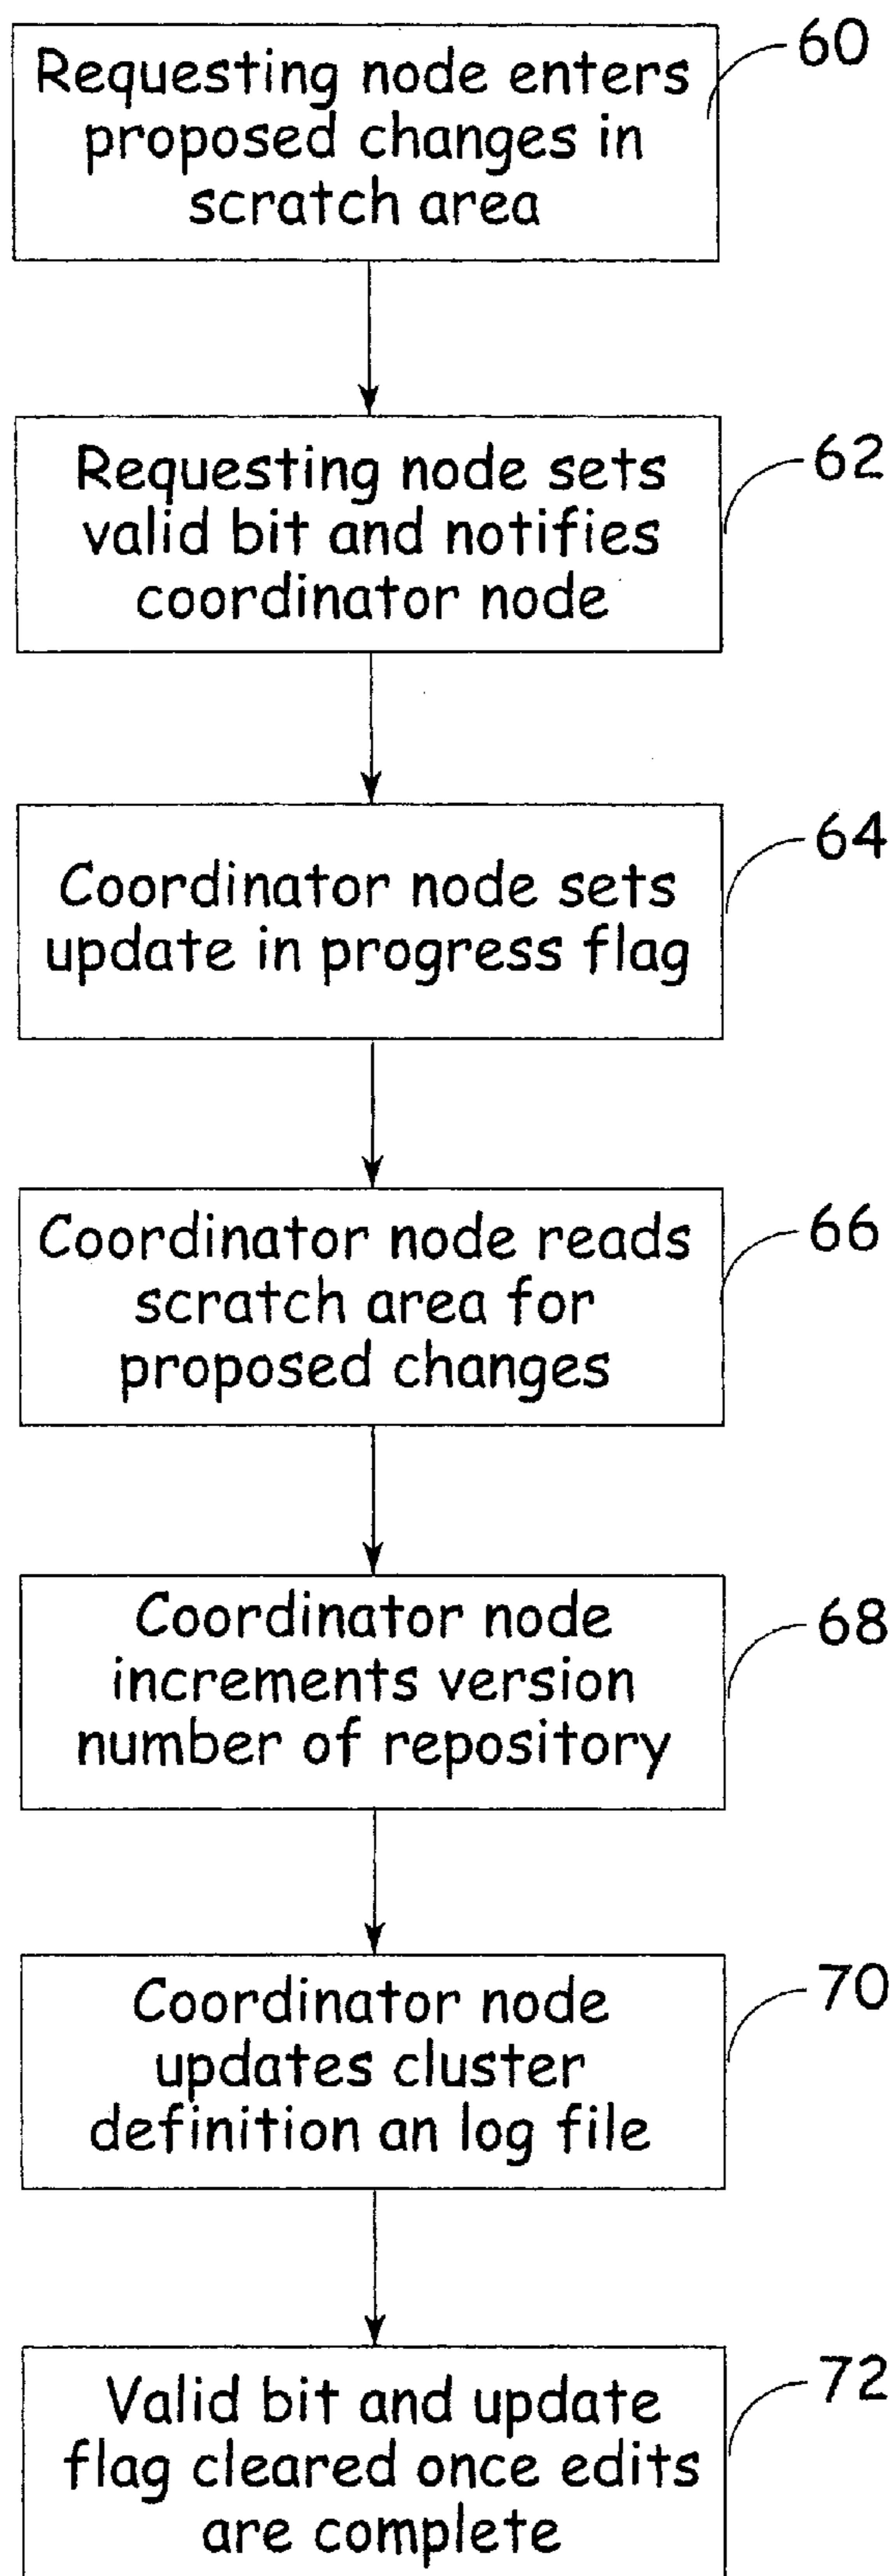 Requesting node enters
proposed changes in
scratch area
60
Requesting node sets
valid bit and notifies
coordinator node
62
Coordinator node sets
update in progress flag
64
Coordinator node reads
scratch area for
proposed changes
66
Coordinator node
increments version
number of repository
68
Coordinator node
updates cluster
definition an log file
70
Valid bit and update
flag cleared once edits
are complete
72